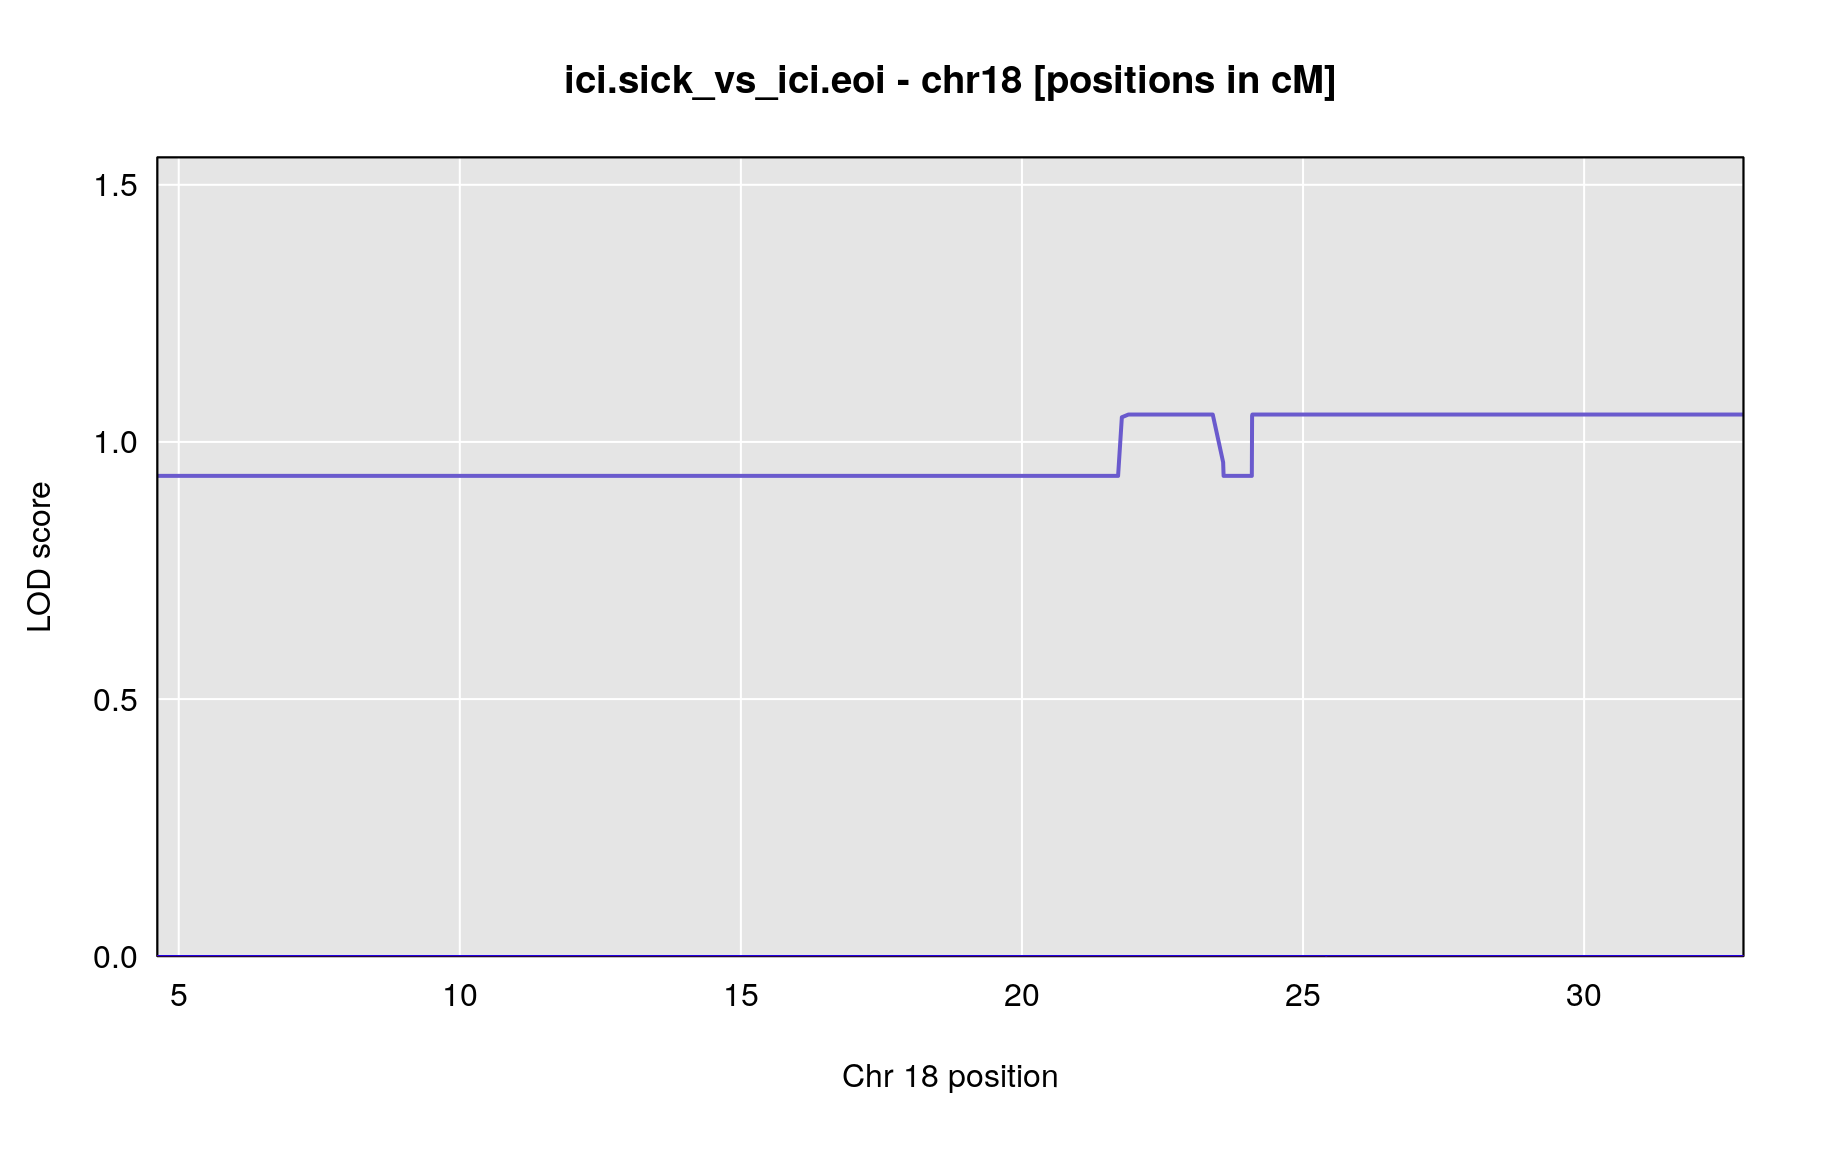 ici.sick_vs_ici.eoi - chr18 [positions in cM]
1.5
1.0
0.5
0.0
LOD score
5 10 15 20 25 30
Chr 18 position